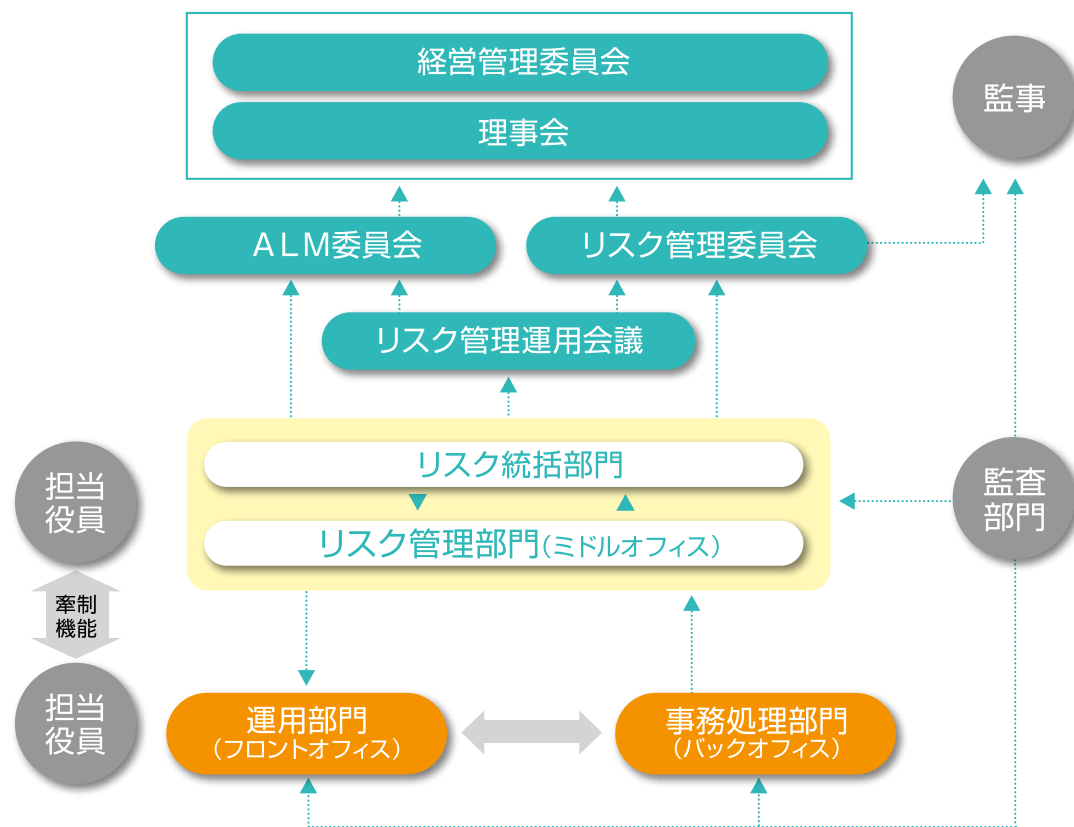 経営管理委員会
理事会
監事
ALM委員会
リスク管理委員会
リスク管理運用会議
リスク統括部門
リスク管理部門(ミドルオフィス)
担当
役員
監査
部門
牽制
機能
担当
役員
運用部門
(フロントオフィス)
事務処理部門
(バックオフィス)